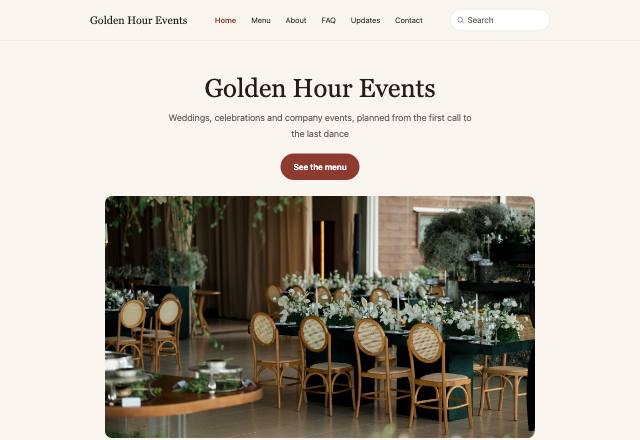 Golden Hour Events
Home Menu About FAQ Updates Contact
Search
Golden Hour Events
Weddings, celebrations and company events, planned from the first call to
the last dance
See the menu